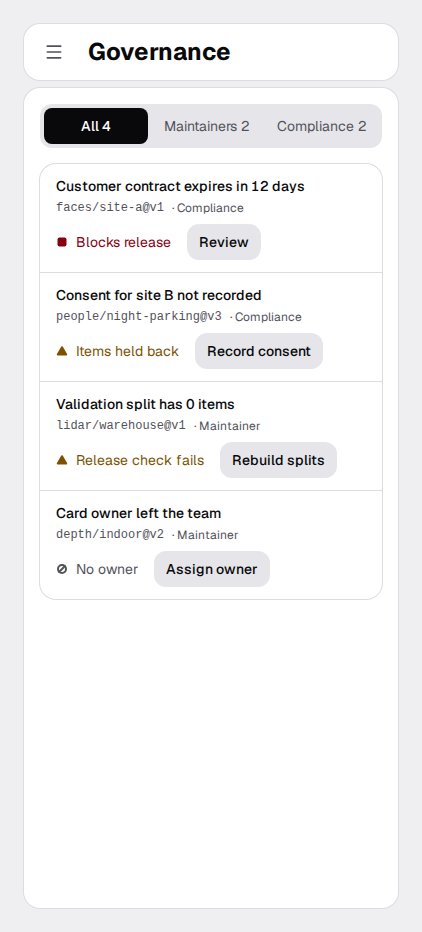 Governance
All 4 Maintainers 2 Compliance 2
Customer contract expires in 12 days
faces/site-a@v1 · Compliance
Blocks release Review
Consent for site B not recorded
people/night-parking@v3 · Compliance
Items held back Record consent
Validation split has 0 items
lidar/warehouse@v1 · Maintainer
Release check fails Rebuild splits
Card owner left the team
depth/indoor@v2 · Maintainer
No owner Assign owner